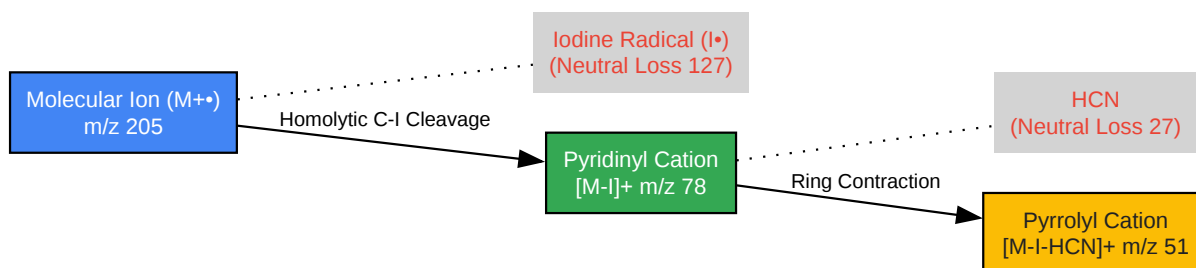 Iodine Radical (I•)
(Neutral Loss 127)
Molecular Ion (M+•)
m/z 205
Homolytic C-I Cleavage
HCN
(Neutral Loss 27)
Pyridinyl Cation
[M-I]+ m/z 78
Ring Contraction
Pyrrolyl Cation
[M-I-HCN]+ m/z 51